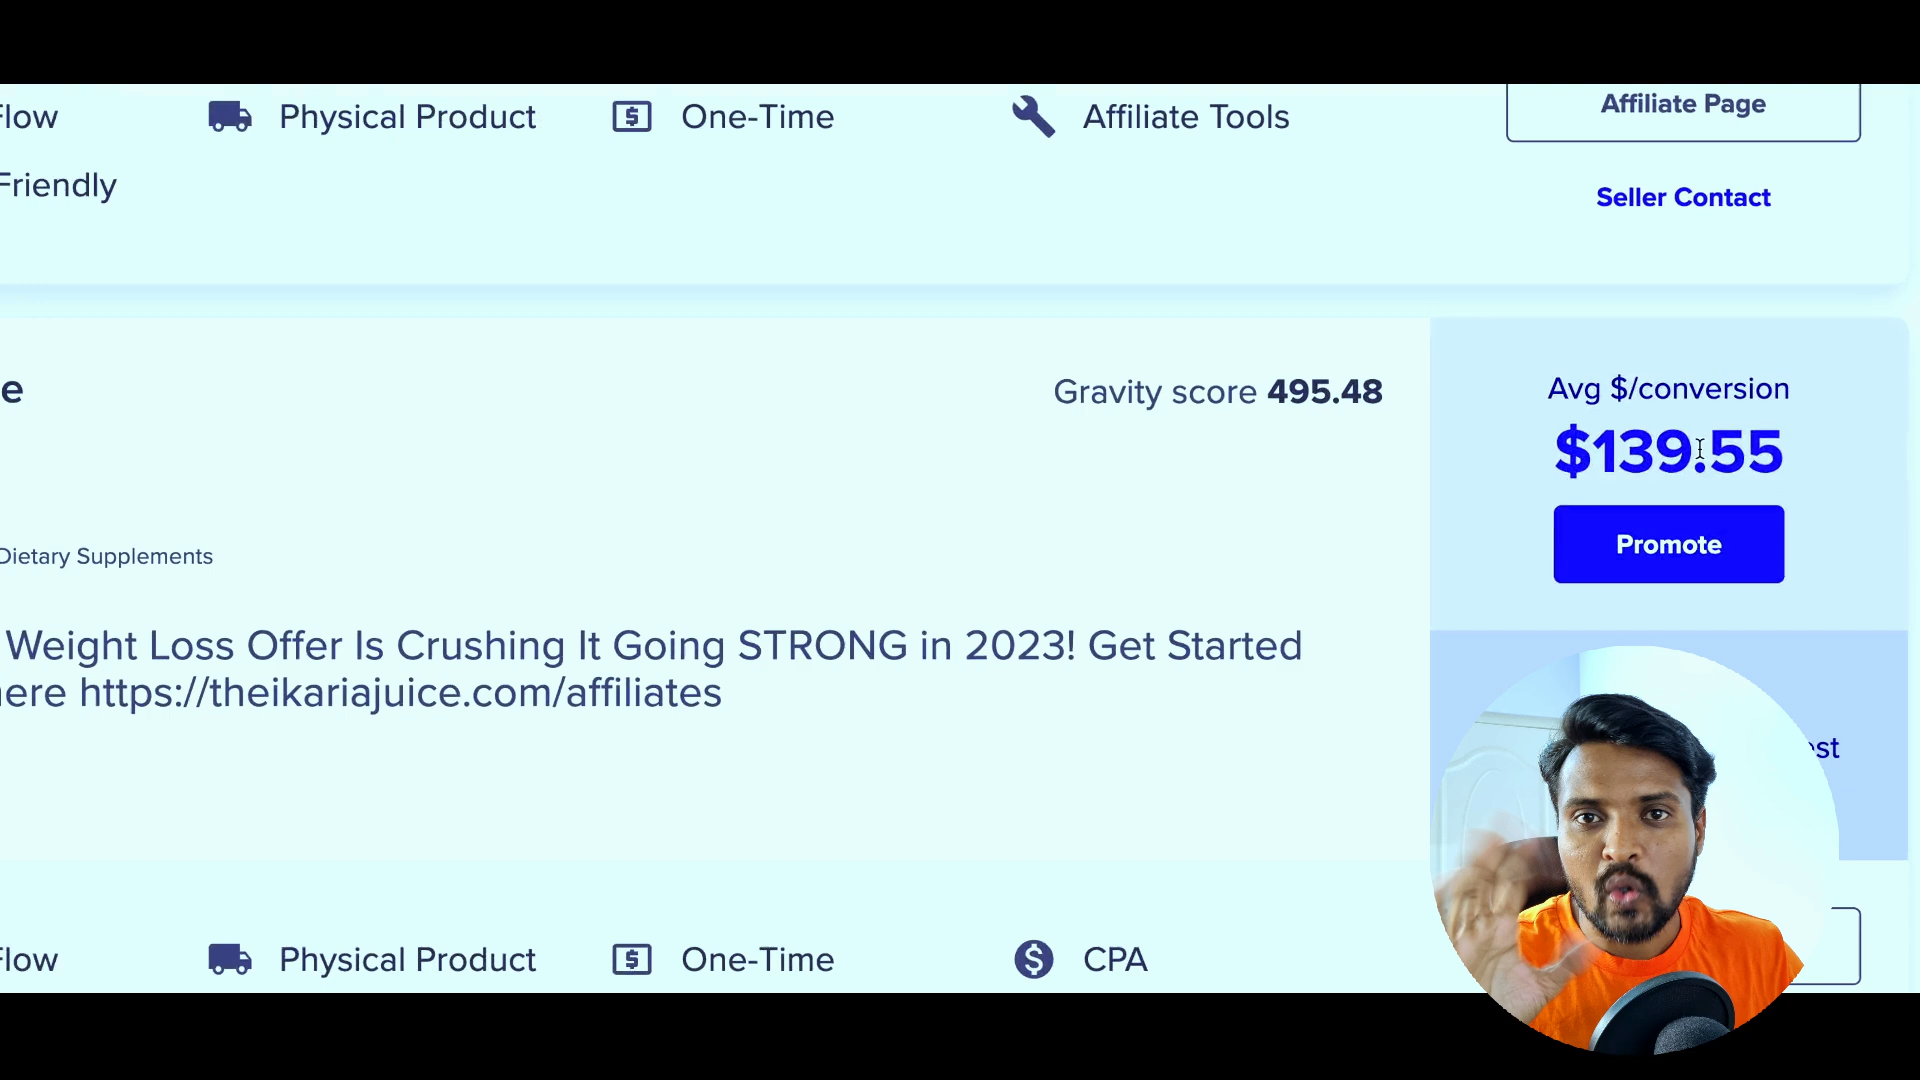 Flow Physical Product One-Time Affiliate Tools Affiliate Page
Friendly Seller Contact
e Gravity score 495.48 Avg $/conversion
$139.55
Promote
Dietary Supplements
Weight Loss Offer Is Crushing It Going STRONG in 2023! Get Started
here https://theikariajuice.com/affiliates
est
Flow Physical Product One-Time CPA